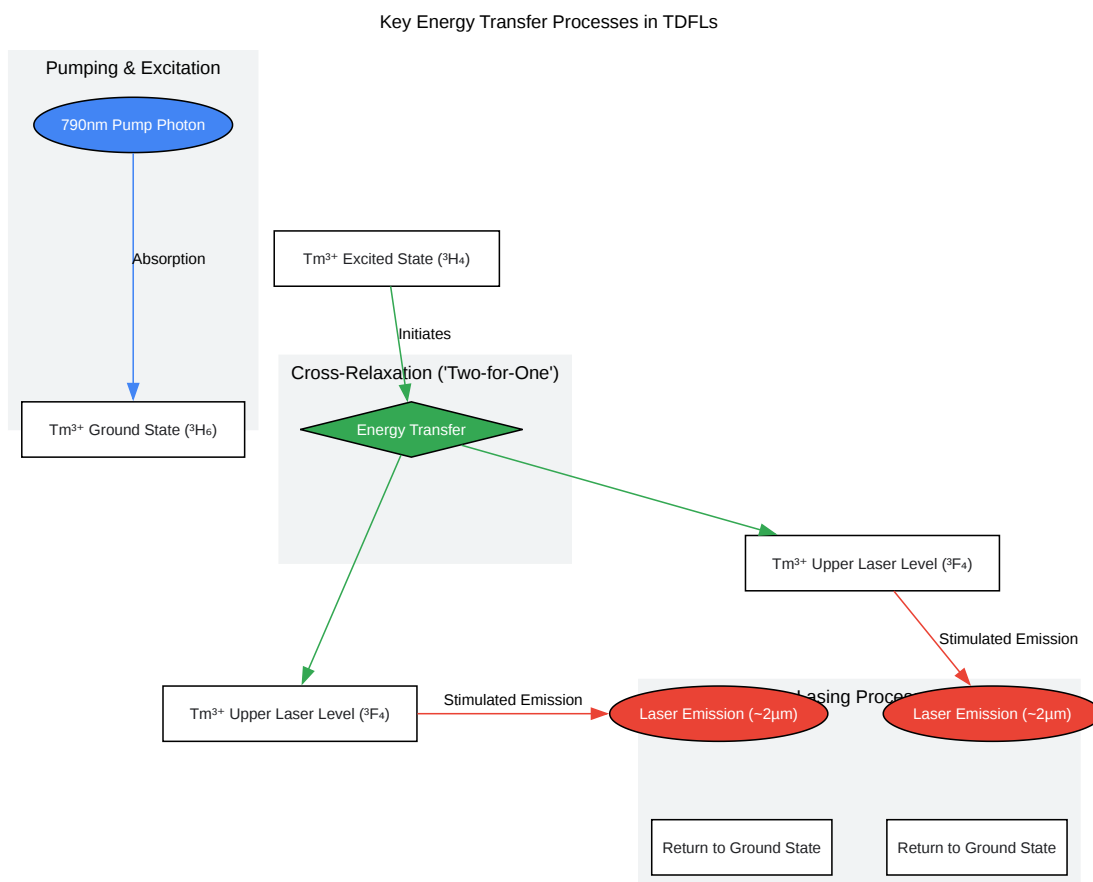 Key Energy Transfer Processes in TDFLs
Pumping & Excitation
790nm Pump Photon
Absorption
Tm³⁺ Excited State (³H₄)
Initiates
Cross-Relaxation ('Two-for-One')
Tm³⁺ Ground State (³H₆)
Energy Transfer
Tm³⁺ Upper Laser Level (³F₄)
Stimulated Emission
Tm³⁺ Upper Laser Level (³F₄)
Stimulated Emission
Lasing Process
Laser Emission (~2µm)
Laser Emission (~2µm)
Return to Ground State
Return to Ground State